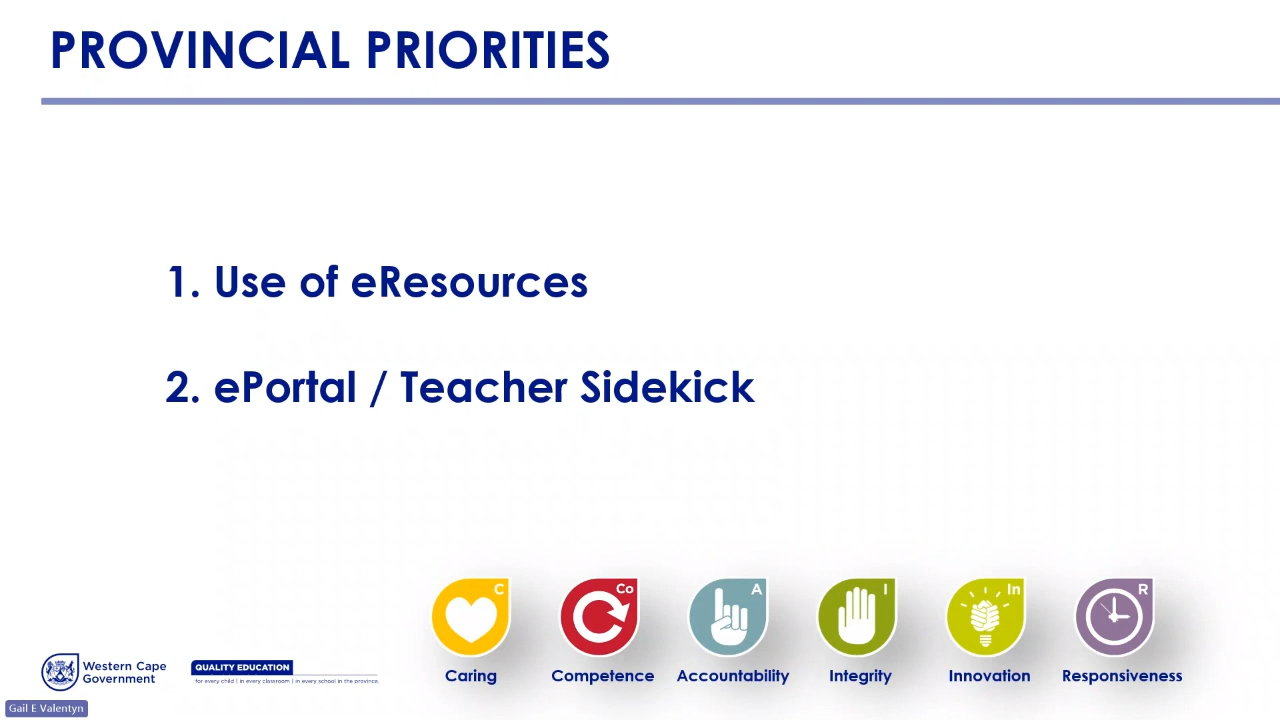 PROVINCIAL PRIORITIES
1. Use of eResources
2. ePortal / Teacher Sidekick
C
Co
A
I
In
R
Caring
Competence
Accountability
Integrity
Innovation
Responsiveness
Western Cape
Government
QUALITY EDUCATION
for every child | in every classroom | in every school in the province.
Gail E Valentyn